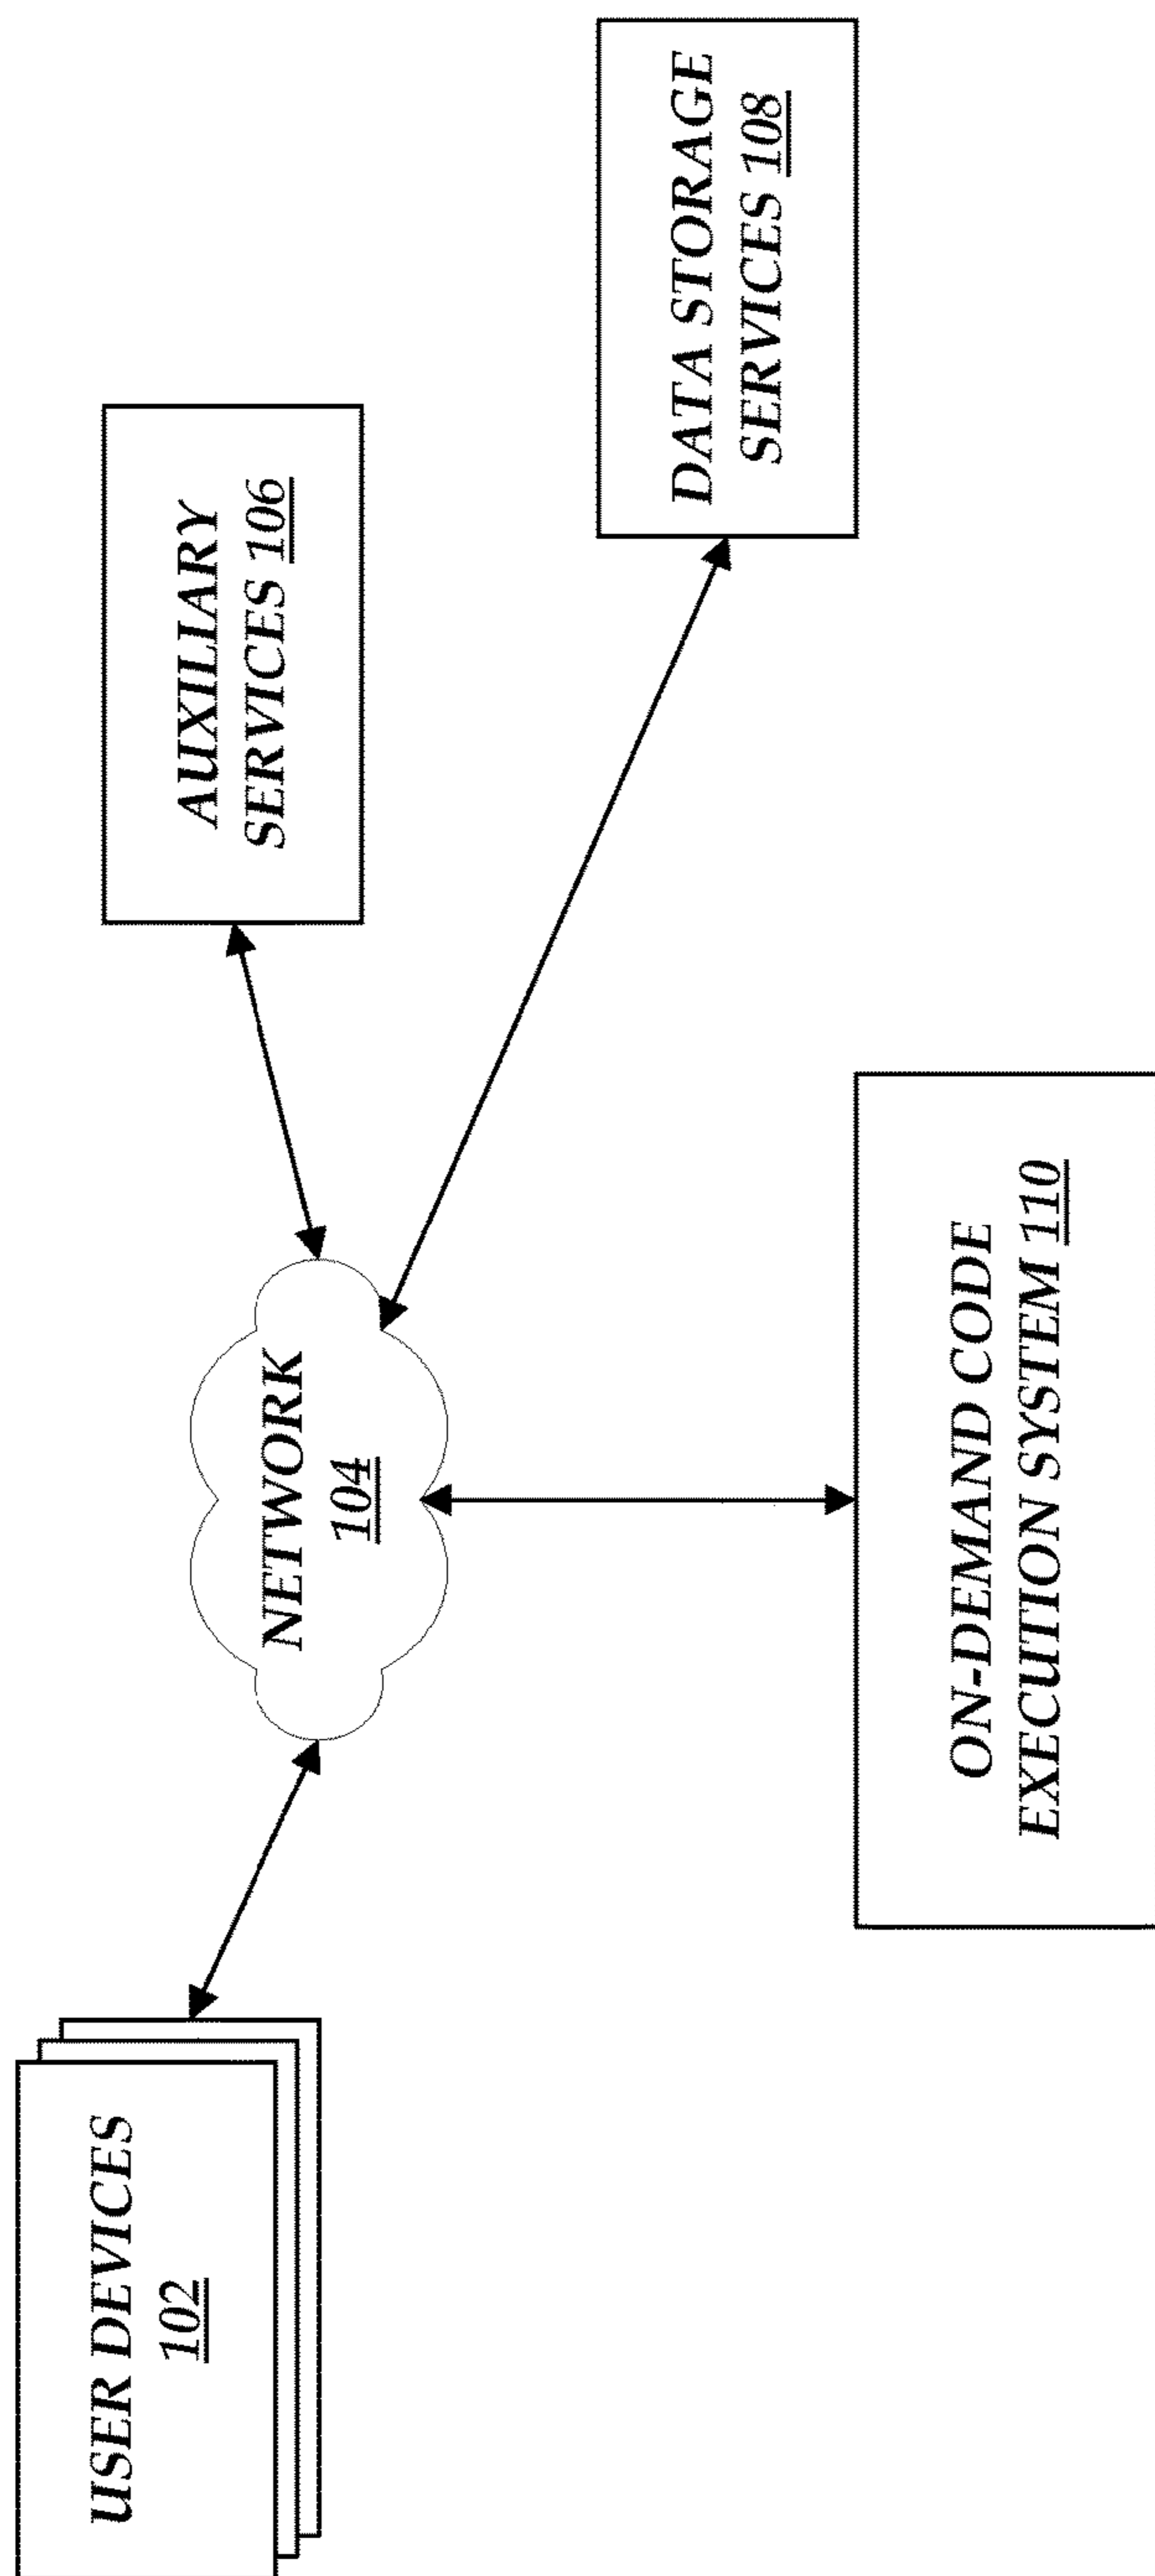 USER DEVICES
102
NETWORK
104
AUXILIARY
SERVICES 106
DATA STORAGE
SERVICES 108
ON-DEMAND CODE
EXECUTION SYSTEM 110